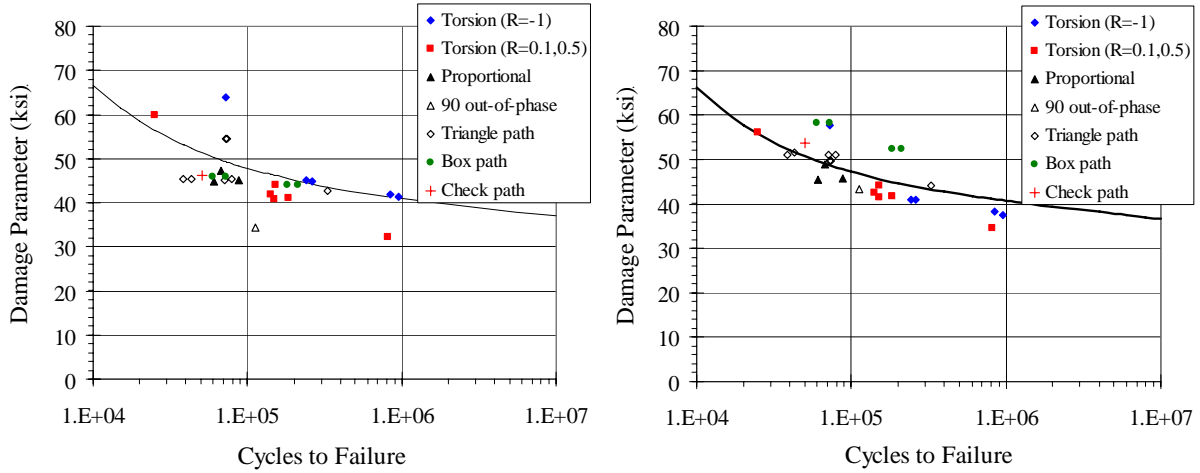 80
70
60
50
40
30
20
10
0
Damage Parameter (ksi)
1.E+04
1.E+05
1.E+06
1.E+07
Cycles to Failure
Torsion (R=-1)
Torsion (R=0.1,0.5)
Proportional
90 out-of-phase
Triangle path
Box path
Check path
80
70
60
50
40
30
20
10
0
Damage Parameter (ksi)
1.E+04
1.E+05
1.E+06
1.E+07
Cycles to Failure
Torsion (R=-1)
Torsion (R=0.1,0.5)
Proportional
90 out-of-phase
Triangle path
Box path
Check path